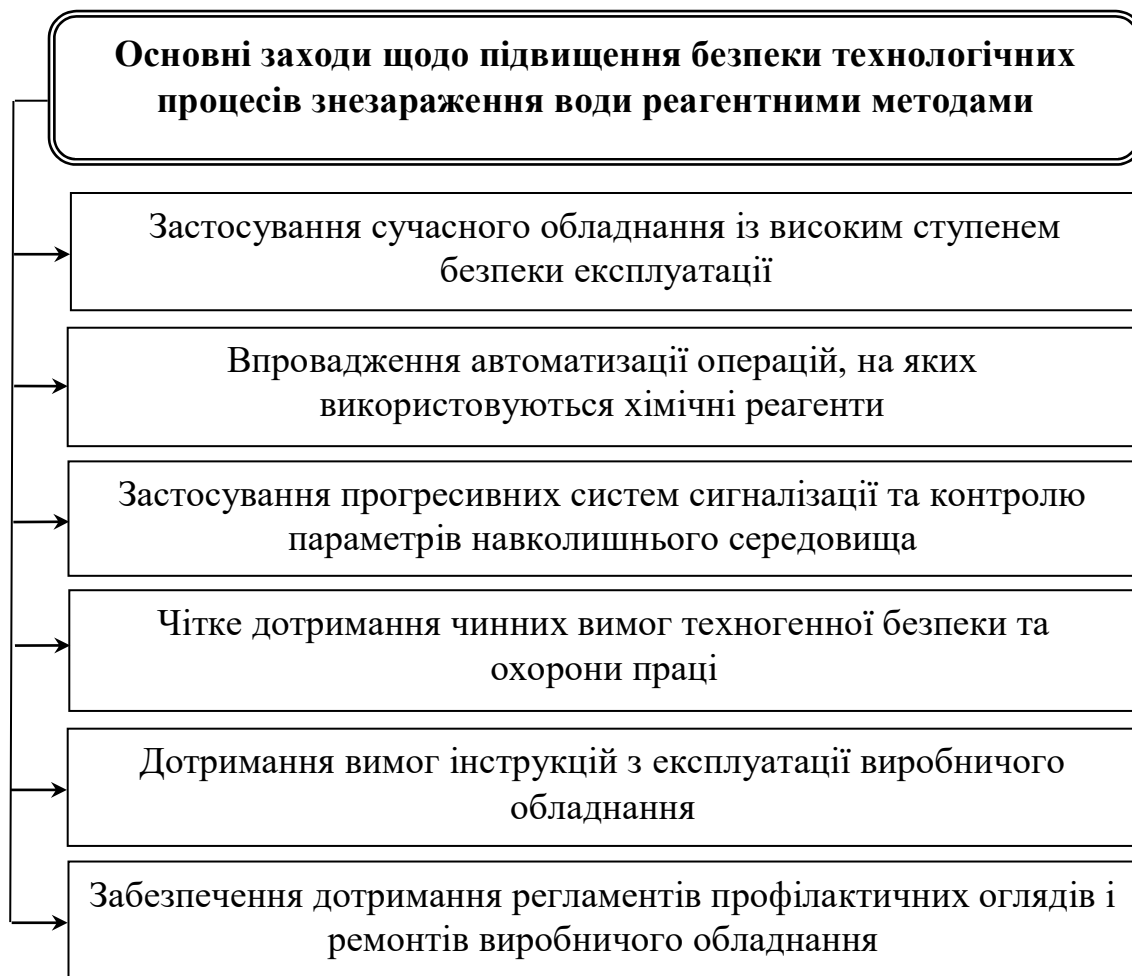 Основні заходи щодо підвищення безпеки технологічних
процесів знезараження води реагентними методами
Застосування сучасного обладнання із високим ступенем
безпеки експлуатації
Впровадження автоматизації операцій, на яких
використовуються хімічні реагенти
Застосування прогресивних систем сигналізації та контролю
параметрів навколишнього середовища
Чітке дотримання чинних вимог техногенної безпеки та
охорони праці
Дотримання вимог інструкцій з експлуатації виробничого
обладнання
Забезпечення дотримання регламентів профілактичних оглядів і
ремонтів виробничого обладнання